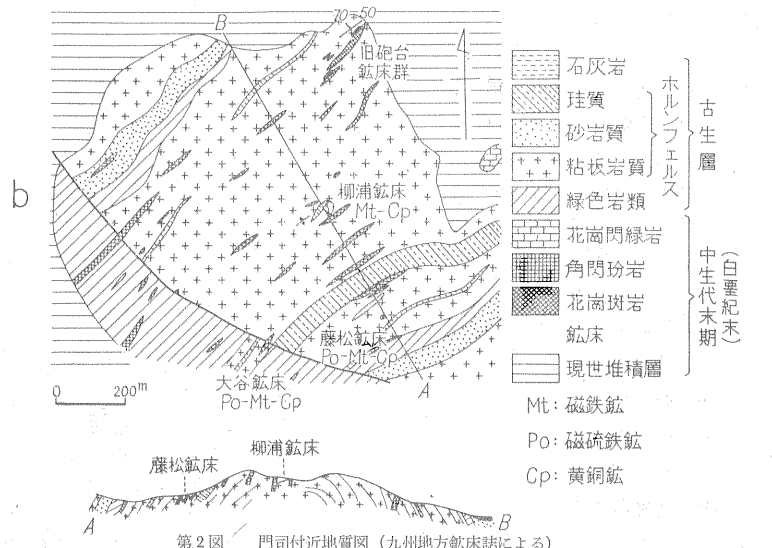 b
B
70 50
旧砲台
鉱床群
柳浦鉱床
Mt-Cp
藤松鉱床
Po-Mt-Cp
大谷鉱床
Po-Mt-Cp
A
0 200m
石灰岩
珪質
砂岩質
粘板岩質
ホルンフェルス
緑色岩類
古生層
花崗閃緑岩
角閃玢岩
花崗斑岩
鉱床
中生代末期
(白堊紀末)
現世堆積層
Mt: 磁鉄鉱
Po: 磁硫鉄鉱
Cp: 黄銅鉱
藤松鉱床
柳浦鉱床
A
B
第2図 門司付近地質図(九州地方鉱床誌による)